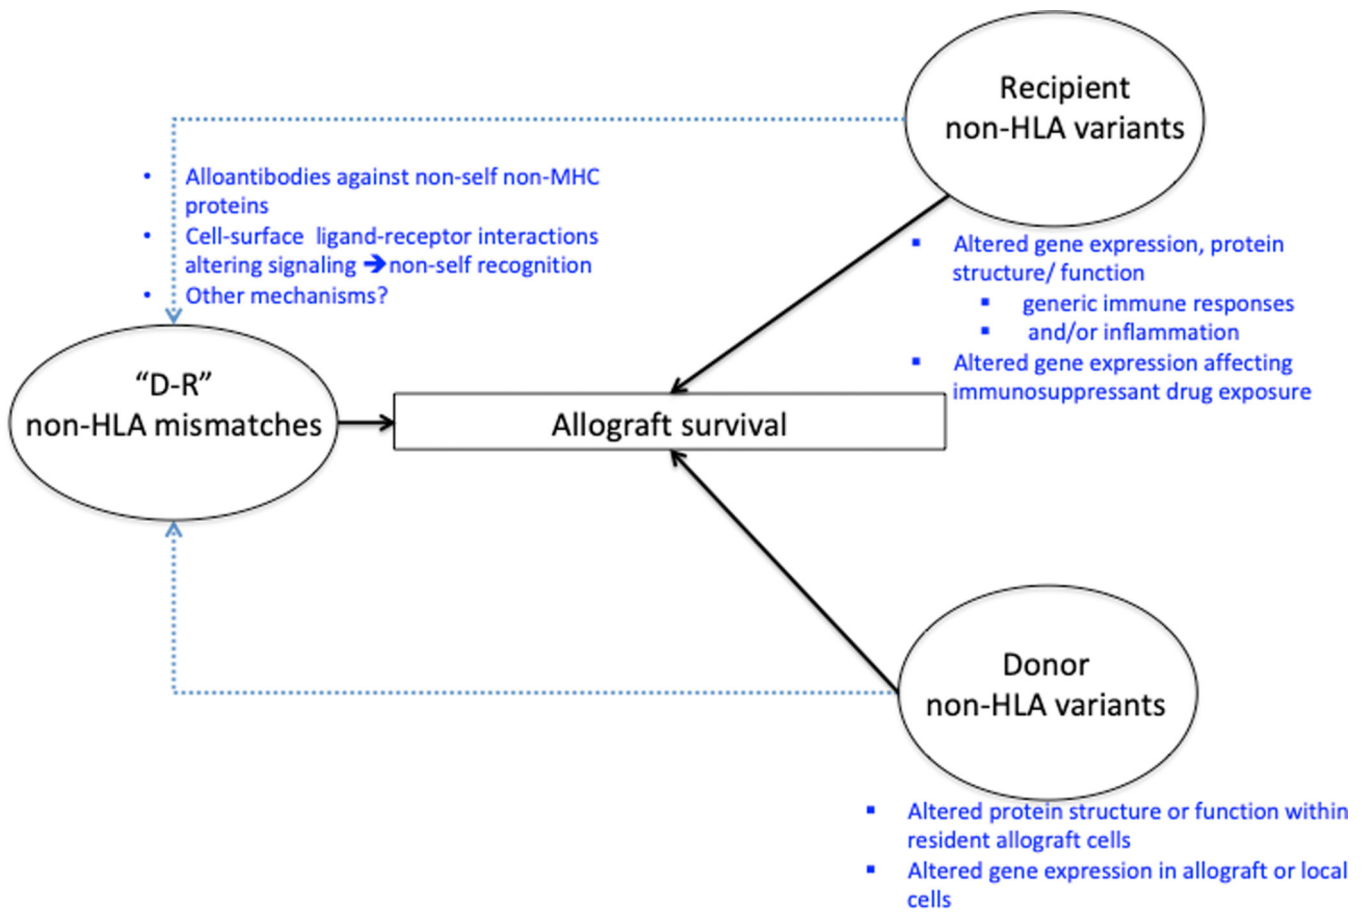 Recipient
non-HLA variants
• Alloantibodies against non-self non-MHC
proteins
• Cell-surface ligand-receptor interactions
altering signaling ➔ non-self recognition
• Other mechanisms?
▪ Altered gene expression, protein
structure/ function
▪ generic immune responses
▪ and/or inflammation
▪ Altered gene expression affecting
immunosuppressant drug exposure
“D-R”
non-HLA mismatches
Allograft survival
Donor
non-HLA variants
▪ Altered protein structure or function within
resident allograft cells
▪ Altered gene expression in allograft or local
cells